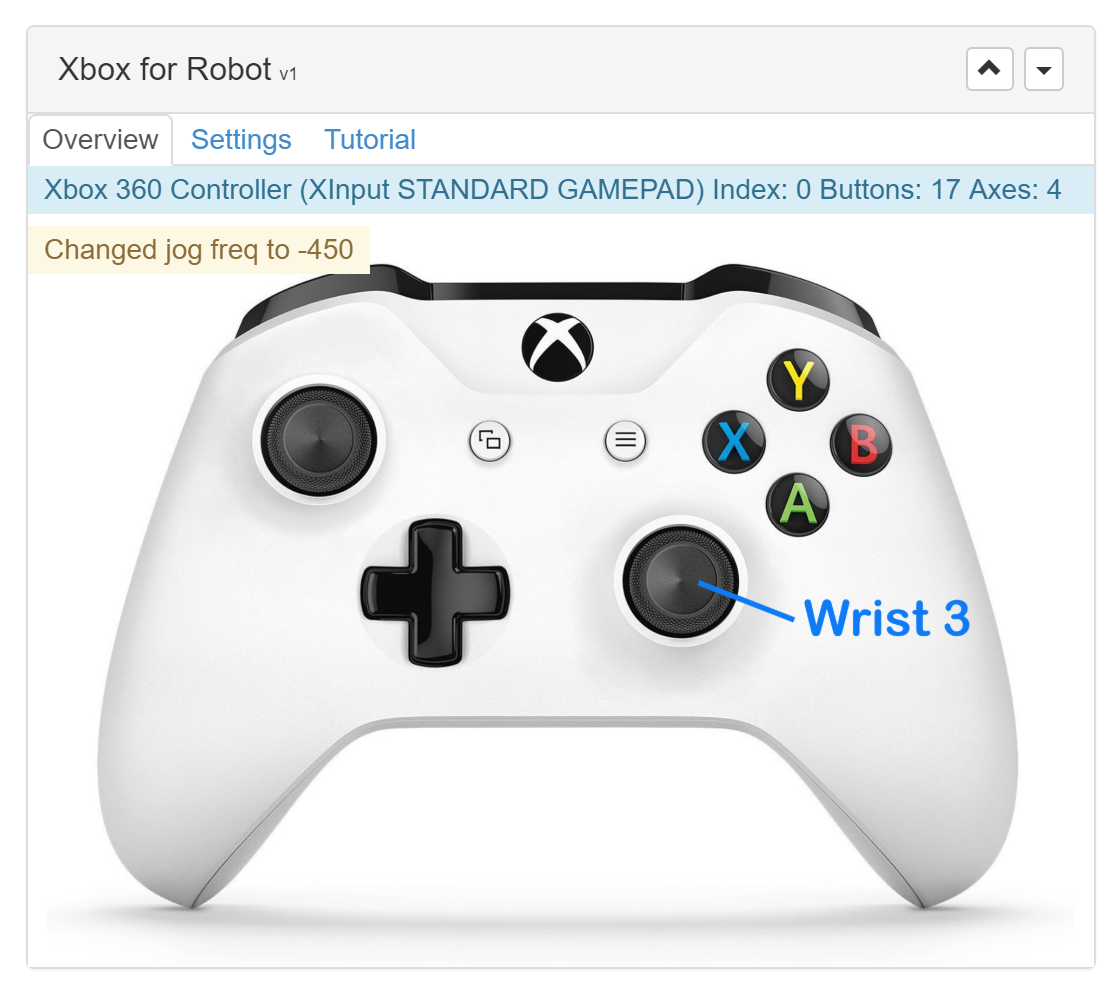 Xbox for Robot v1
Overview Settings Tutorial
Xbox 360 Controller (XInput STANDARD GAMEPAD) Index: 0 Buttons: 17 Axes: 4
Changed jog freq to -450
Y
X B
A
Wrist 3